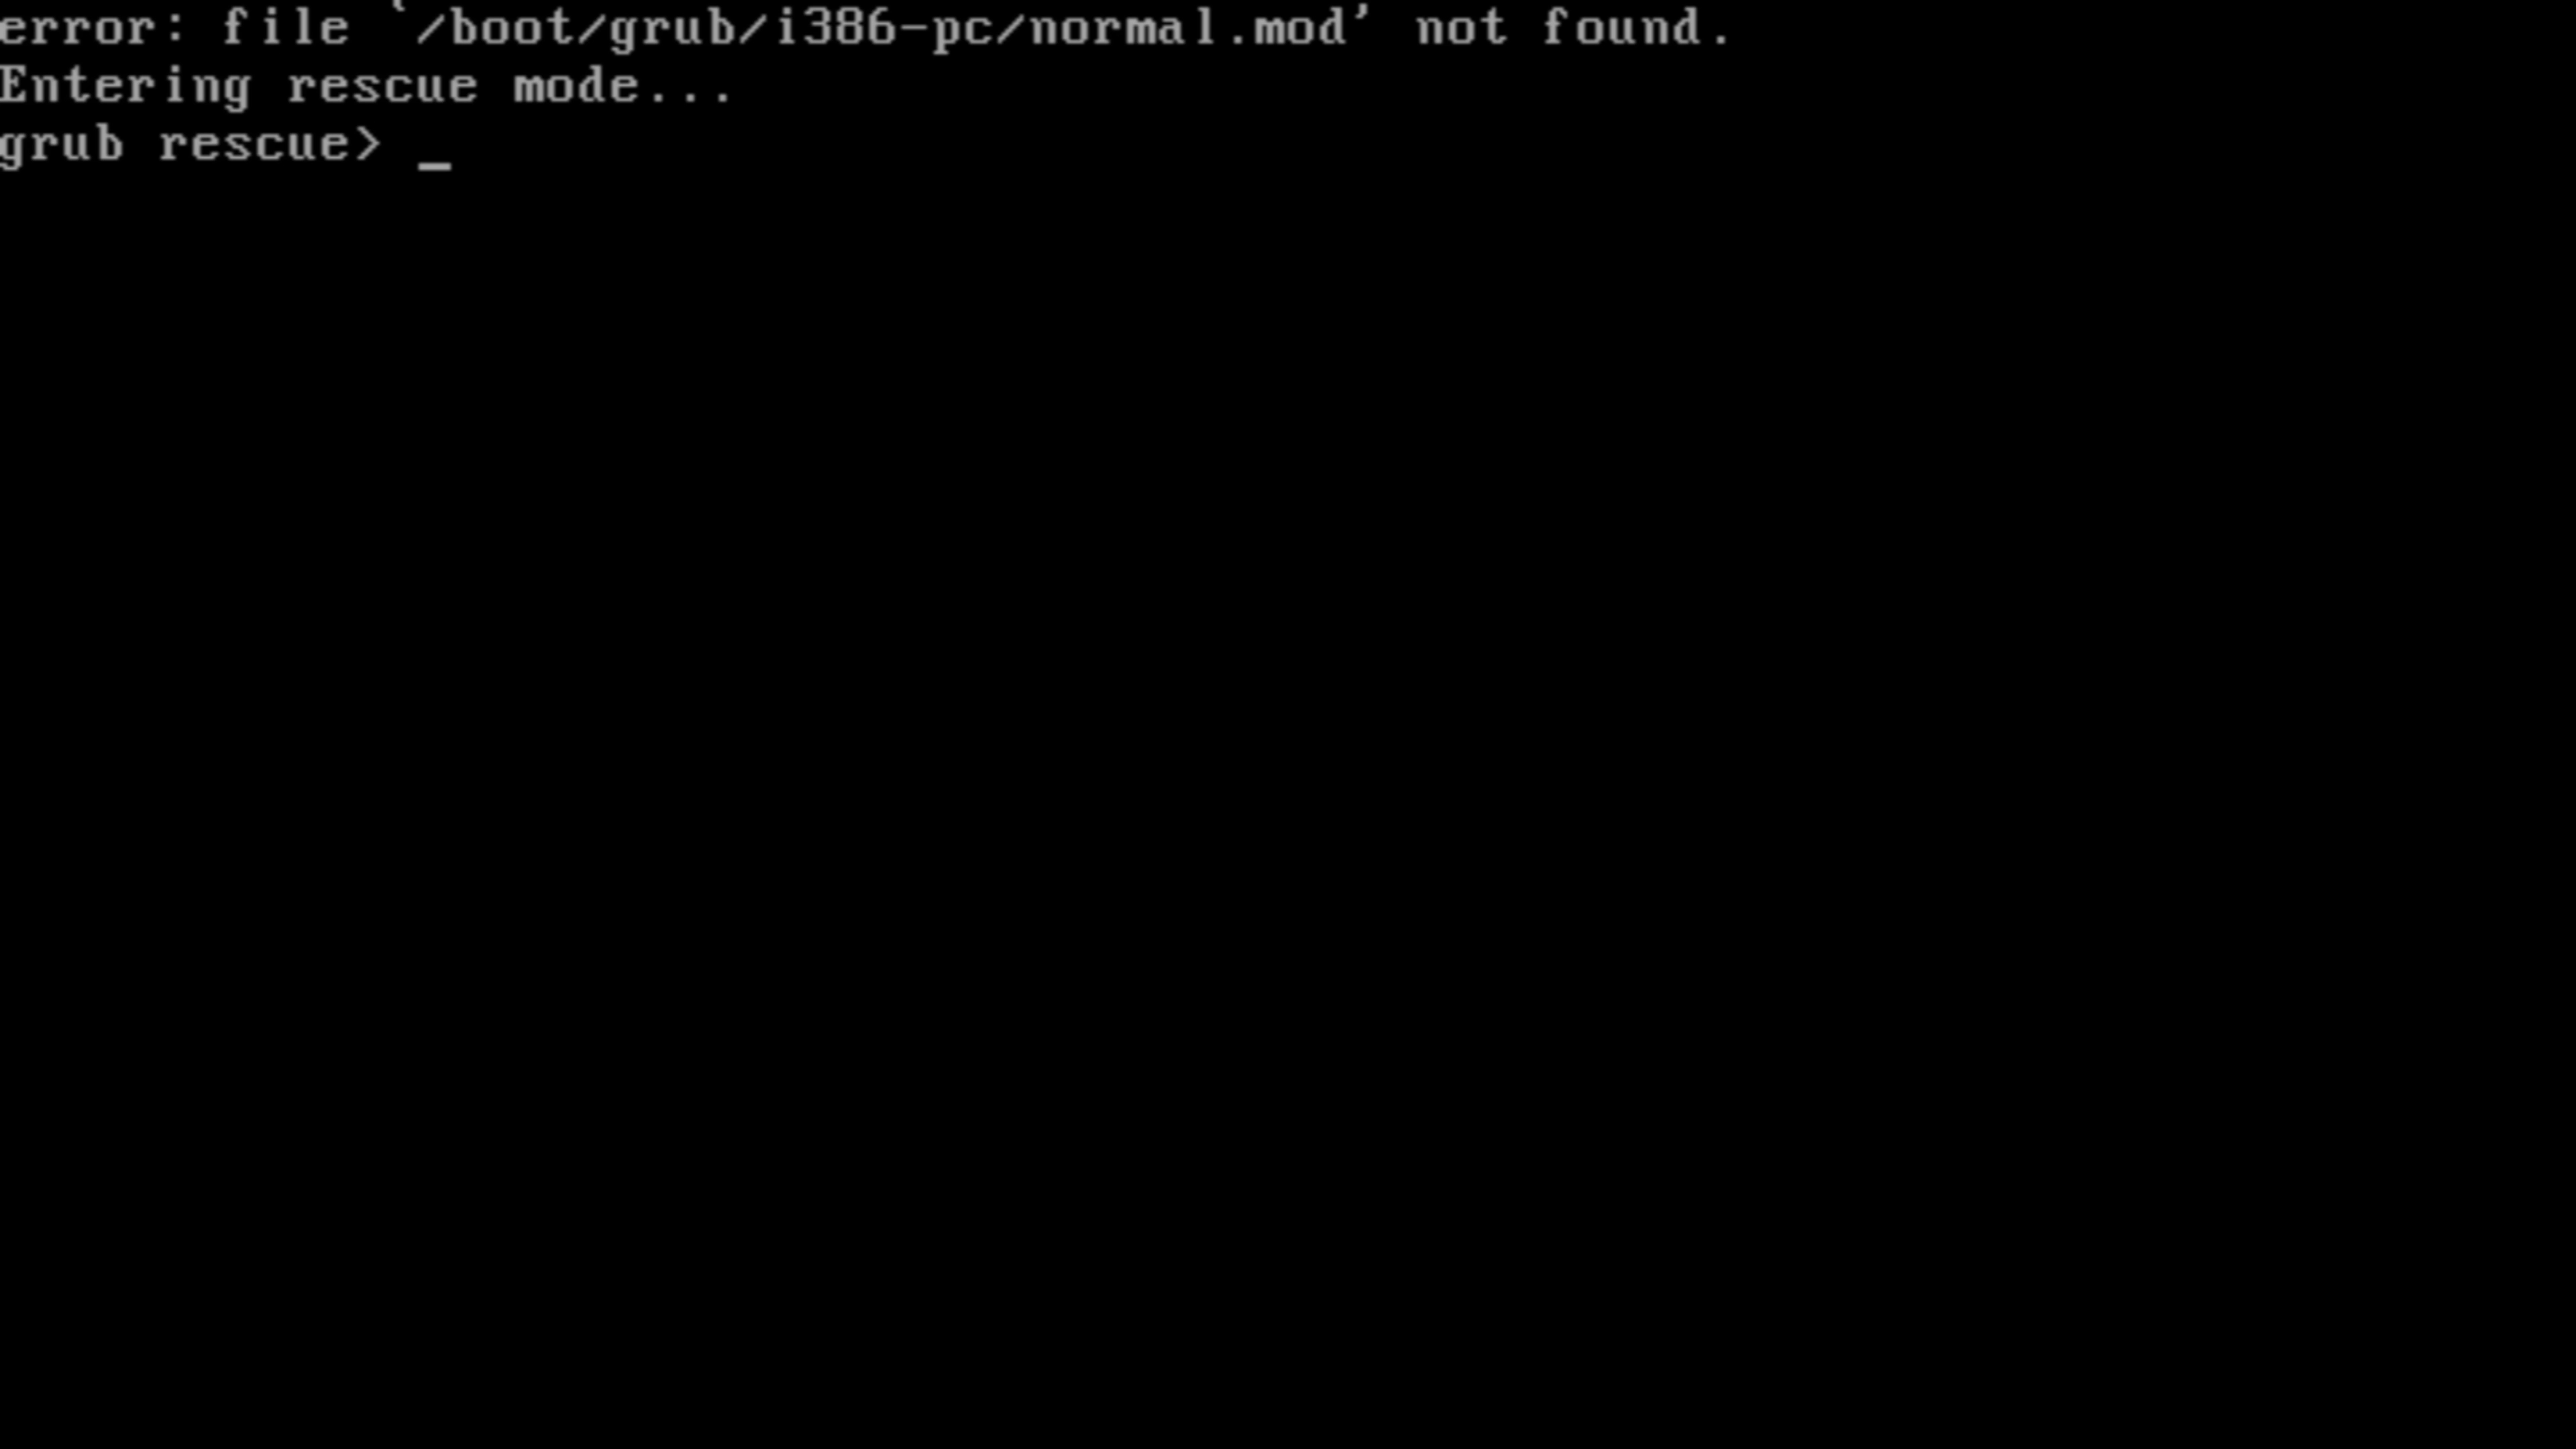 error: file `/boot/grub/i386-pc/normal.mod' not found.
Entering rescue mode...
grub rescue> _